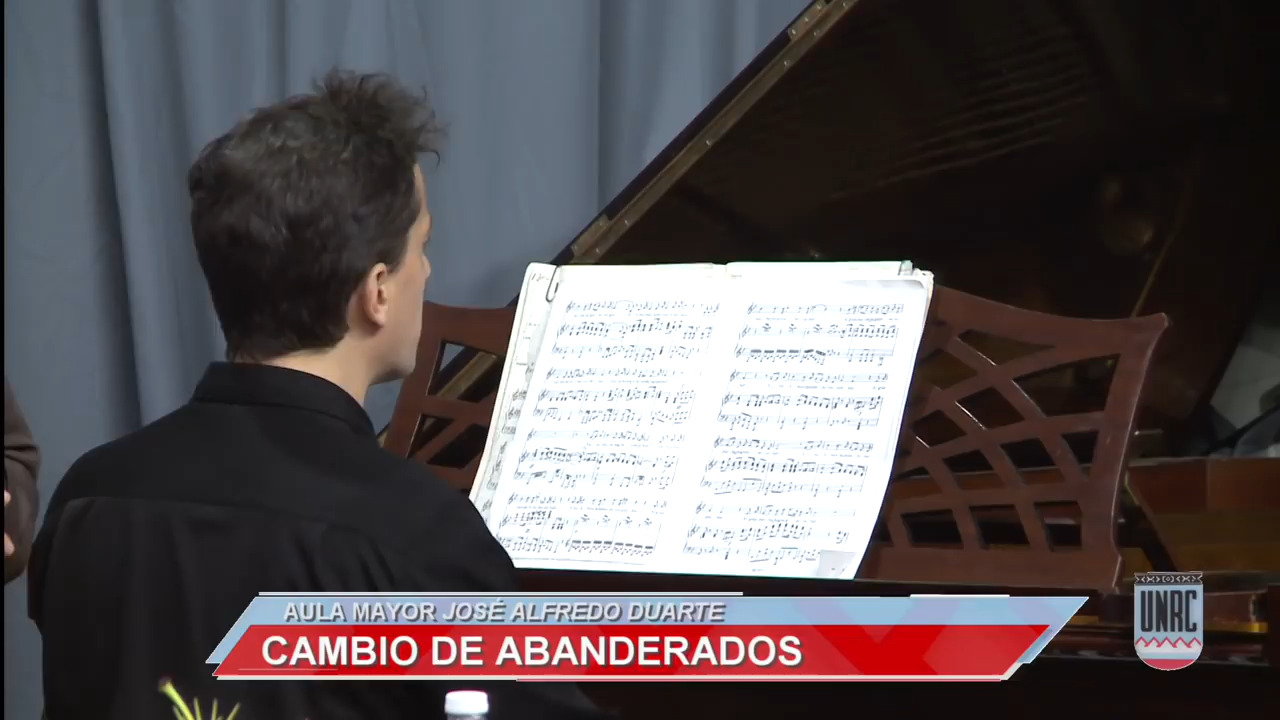 AULA MAYOR JOSÉ ALFREDO DUARTE
CAMBIO DE ABANDERADOS
UNRC